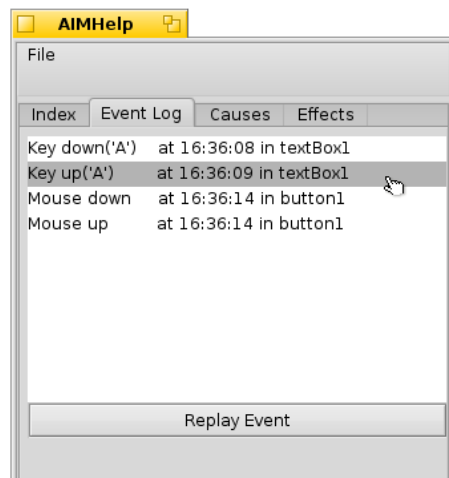 AIMHelp
File
Index Event Log Causes Effects
Key down('A') at 16:36:08 in textBox1
Key up('A') at 16:36:09 in textBox1
Mouse down at 16:36:14 in button1
Mouse up at 16:36:14 in button1
Replay Event